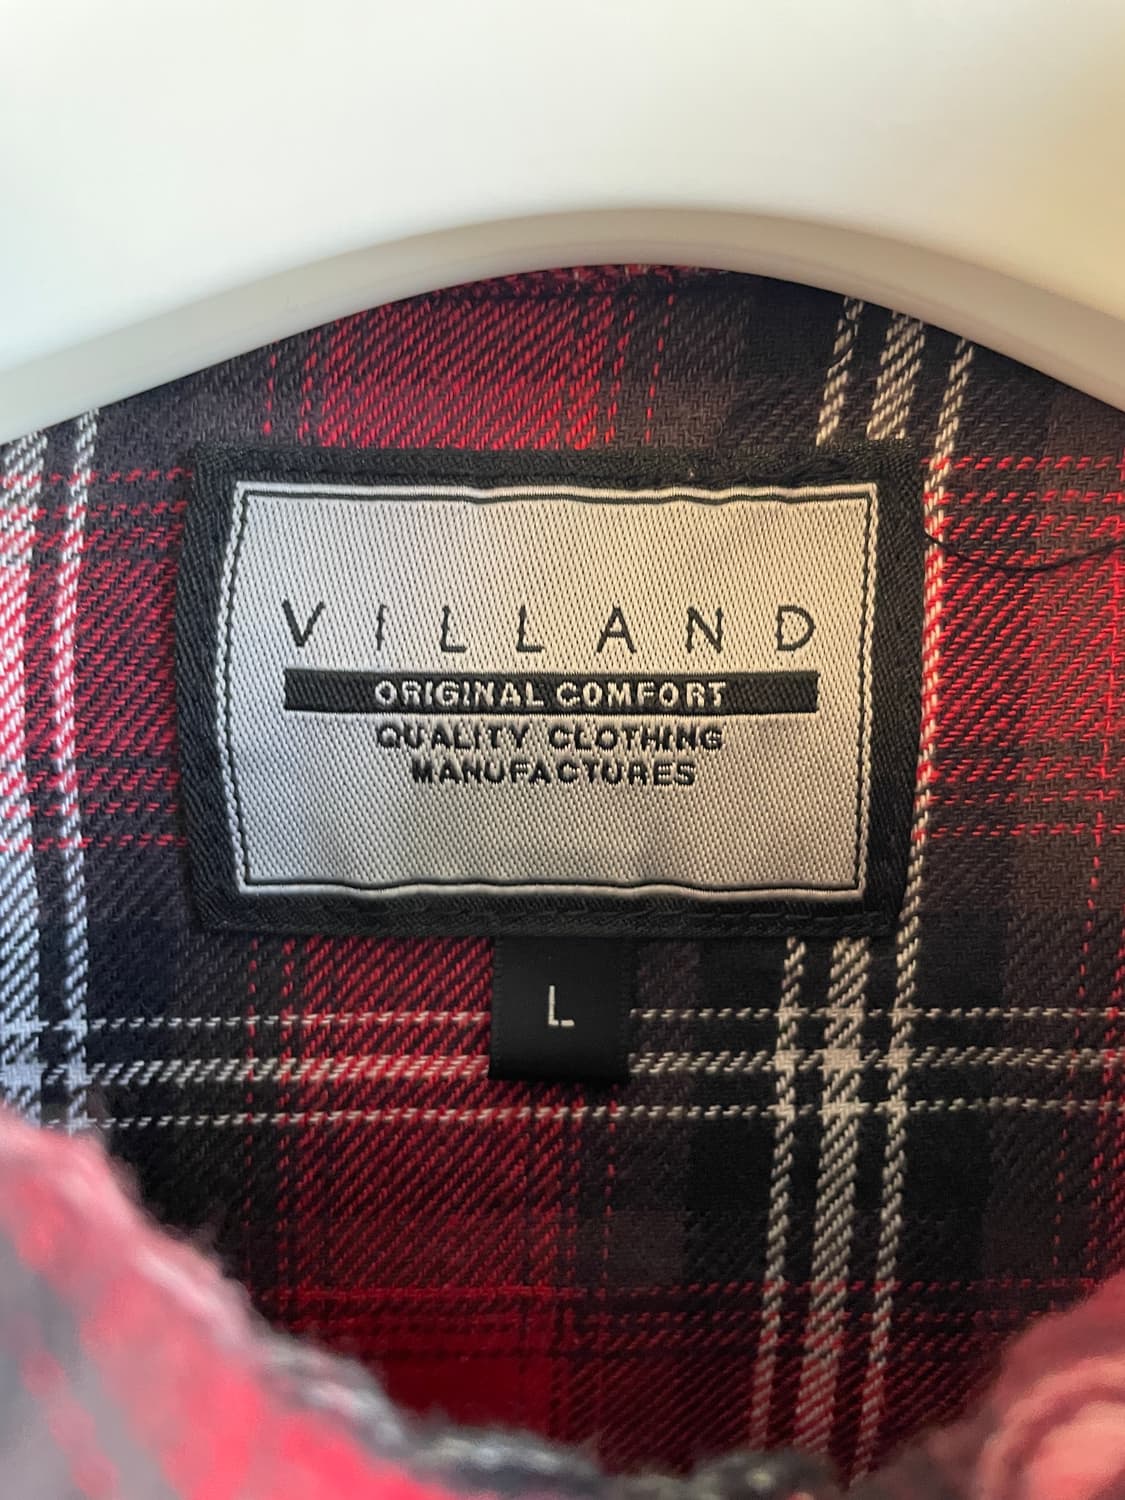 VILLAND
ORIGINAL COMFORT
QUALITY CLOTHING
MANUFACTURES
L